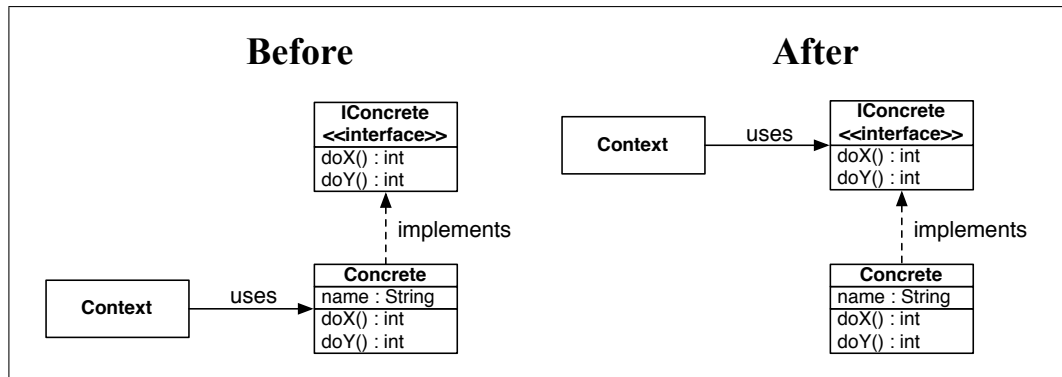 Before
IConcrete
<<interface>>
doX() : int
doY() : int
implements
Context
uses
Concrete
name : String
doX() : int
doY() : int
After
Context
uses
IConcrete
<<interface>>
doX() : int
doY() : int
implements
Concrete
name : String
doX() : int
doY() : int